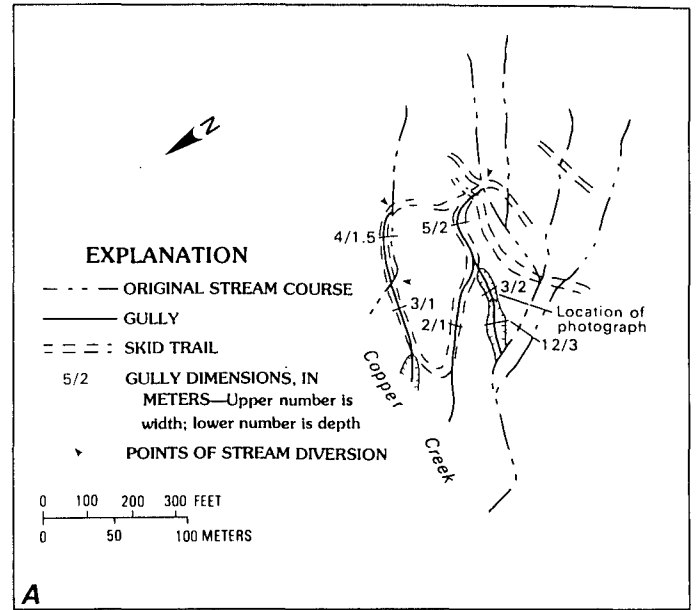 N
4/1.5
5/2
EXPLANATION
ORIGINAL STREAM COURSE
GULLY
SKID TRAIL
5/2 GULLY DIMENSIONS, IN
METERS—Upper number is
width; lower number is depth
POINTS OF STREAM DIVERSION
3/1
2/1
3/2
Location of
photograph
12/3
Copper
Creek
0 100 200 300 FEET
0 50 100 METERS
A